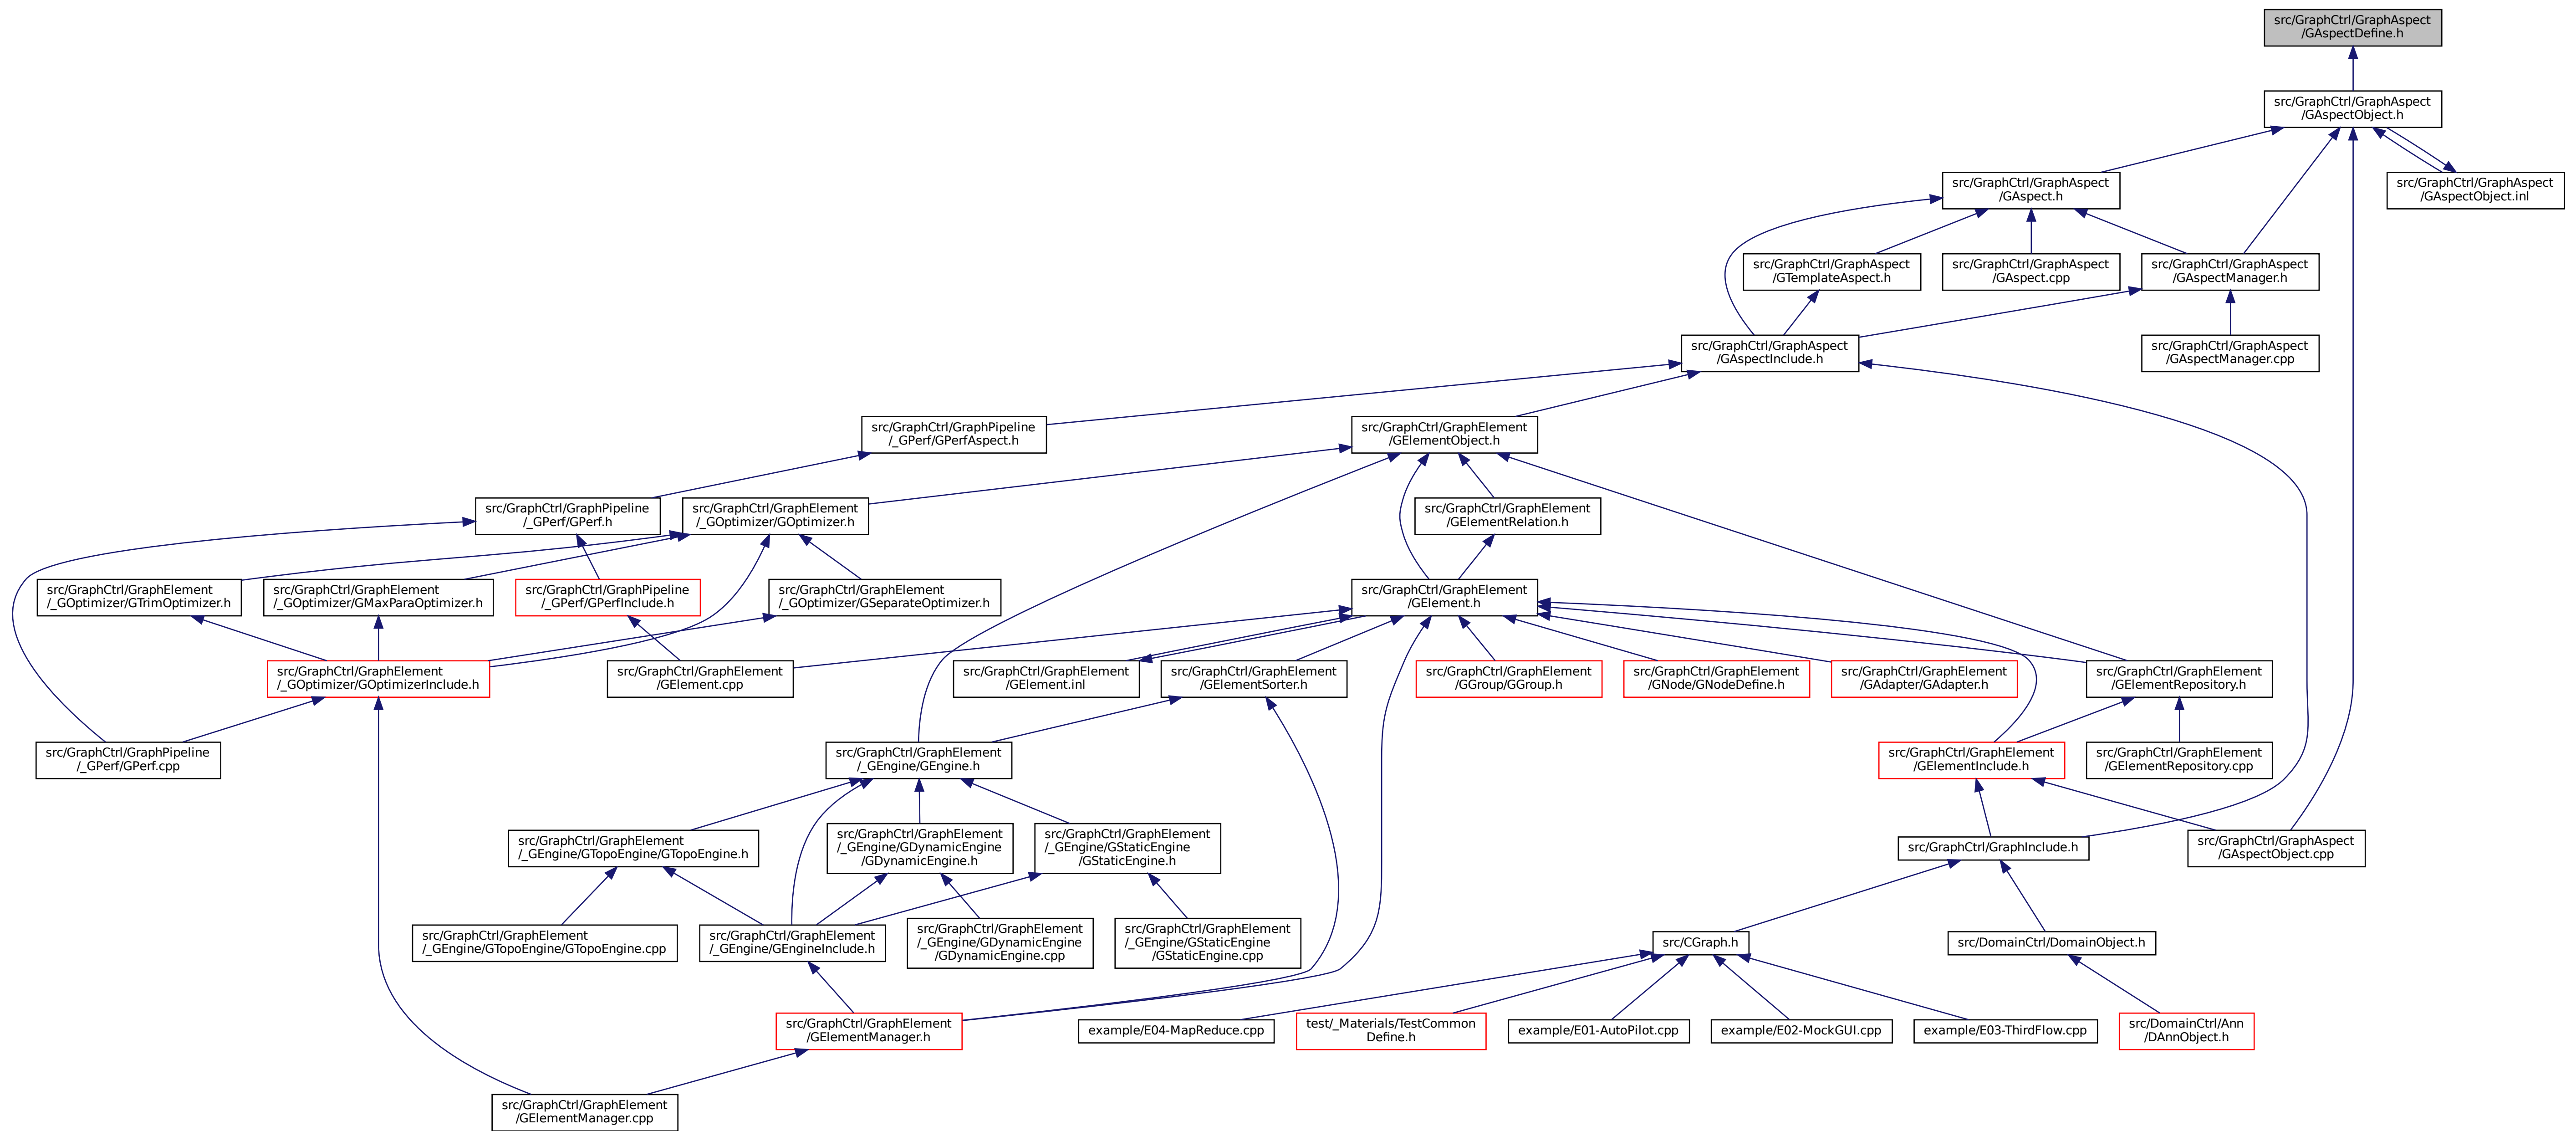 src/GraphCtrl/GraphAspect
/GAspectDefine.h
src/GraphCtrl/GraphAspect
/GAspectObject.h
src/GraphCtrl/GraphAspect
/GAspect.h
src/GraphCtrl/GraphAspect
/GAspectObject.inl
src/GraphCtrl/GraphAspect
/GTemplateAspect.h
src/GraphCtrl/GraphAspect
/GAspect.cpp
src/GraphCtrl/GraphAspect
/GAspectManager.h
src/GraphCtrl/GraphAspect
/GAspectInclude.h
src/GraphCtrl/GraphAspect
/GAspectManager.cpp
src/GraphCtrl/GraphPipeline
/_GPerf/GPerfAspect.h
src/GraphCtrl/GraphElement
/GElementObject.h
src/GraphCtrl/GraphPipeline
/_GPerf/GPerf.h
src/GraphCtrl/GraphElement
/_GOptimizer/GOptimizer.h
src/GraphCtrl/GraphElement
/GElementRelation.h
src/GraphCtrl/GraphElement
/_GOptimizer/GTrimOptimizer.h
src/GraphCtrl/GraphElement
/_GOptimizer/GMaxParaOptimizer.h
src/GraphCtrl/GraphPipeline
/_GPerf/GPerfInclude.h
src/GraphCtrl/GraphElement
/_GOptimizer/GSeparateOptimizer.h
src/GraphCtrl/GraphElement
/GElement.h
src/GraphCtrl/GraphElement
/_GOptimizer/GOptimizerInclude.h
src/GraphCtrl/GraphElement
/GElement.cpp
src/GraphCtrl/GraphElement
/GElement.inl
src/GraphCtrl/GraphElement
/GElementSorter.h
src/GraphCtrl/GraphElement
/GGroup/GGroup.h
src/GraphCtrl/GraphElement
/GNode/GNodeDefine.h
src/GraphCtrl/GraphElement
/GAdapter/GAdapter.h
src/GraphCtrl/GraphElement
/GElementRepository.h
src/GraphCtrl/GraphPipeline
/_GPerf/GPerf.cpp
src/GraphCtrl/GraphElement
/_GEngine/GEngine.h
src/GraphCtrl/GraphElement
/GElementInclude.h
src/GraphCtrl/GraphElement
/GElementRepository.cpp
src/GraphCtrl/GraphElement
/_GEngine/GTopoEngine/GTopoEngine.h
src/GraphCtrl/GraphElement
/_GEngine/GDynamicEngine
/GDynamicEngine.h
src/GraphCtrl/GraphElement
/_GEngine/GStaticEngine
/GStaticEngine.h
src/GraphCtrl/GraphInclude.h
src/GraphCtrl/GraphAspect
/GAspectObject.cpp
src/GraphCtrl/GraphElement
/_GEngine/GTopoEngine/GTopoEngine.cpp
src/GraphCtrl/GraphElement
/_GEngine/GEngineInclude.h
src/GraphCtrl/GraphElement
/_GEngine/GDynamicEngine
/GDynamicEngine.cpp
src/GraphCtrl/GraphElement
/_GEngine/GStaticEngine
/GStaticEngine.cpp
src/CGraph.h
src/DomainCtrl/DomainObject.h
src/GraphCtrl/GraphElement
/GElementManager.h
example/E04-MapReduce.cpp
test/_Materials/TestCommon
Define.h
example/E01-AutoPilot.cpp
example/E02-MockGUI.cpp
example/E03-ThirdFlow.cpp
src/DomainCtrl/Ann
/DAnnObject.h
src/GraphCtrl/GraphElement
/GElementManager.cpp